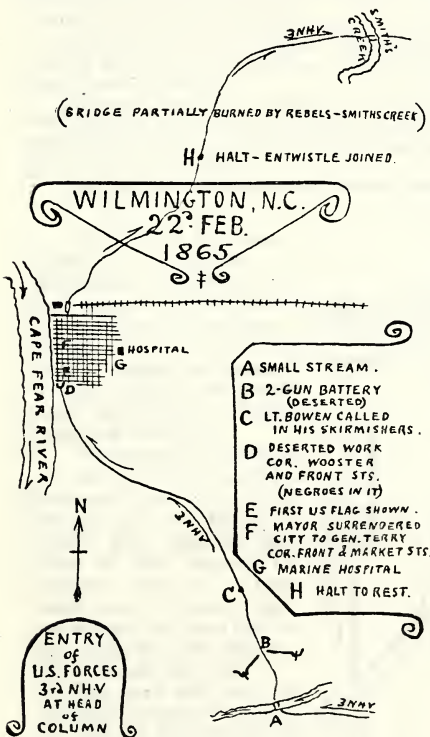 3NHV
SMITH'S
CREEK
(BRIDGE PARTIALLY BURNED BY REBELS-SMITHS CREEK)
H HALT-ENTWISTLE JOINED.
WILMINGTON, N.C.
22ᵈ FEB.
1865
CAPE FEAR RIVER
HOSPITAL
G
D
A SMALL STREAM.
B 2-GUN BATTERY
(DESERTED)
C LT. BOWEN CALLED
IN HIS SKIRMISHERS.
D DESERTED WORK
COR. WOOSTER
AND FRONT STS.
(NEGROES IN IT)
E FIRST US FLAG SHOWN.
F MAYOR SURRENDERED
CITY TO GEN. TERRY
COR. FRONT & MARKET STS.
G MARINE HOSPITAL
H HALT TO REST.
N
3NHV
C
B
3NHV
A
ENTRY
of
U.S. FORCES
3rd NH·V
AT HEAD
of
COLUMN